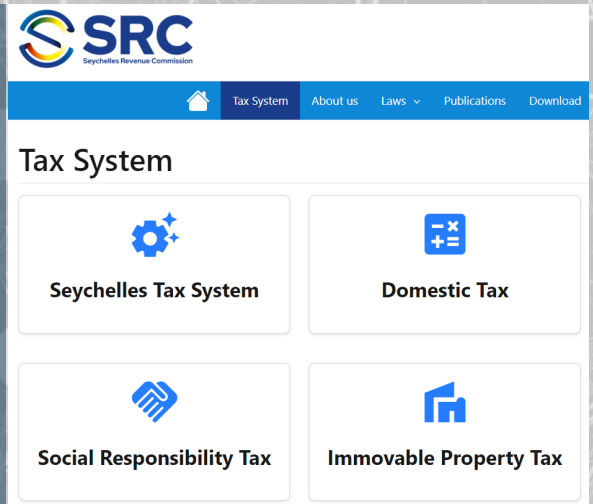 SRC
Seychelles Revenue Commission
Tax System About us Laws Publications Download
Tax System
Seychelles Tax System
Domestic Tax
Social Responsibility Tax
Immovable Property Tax